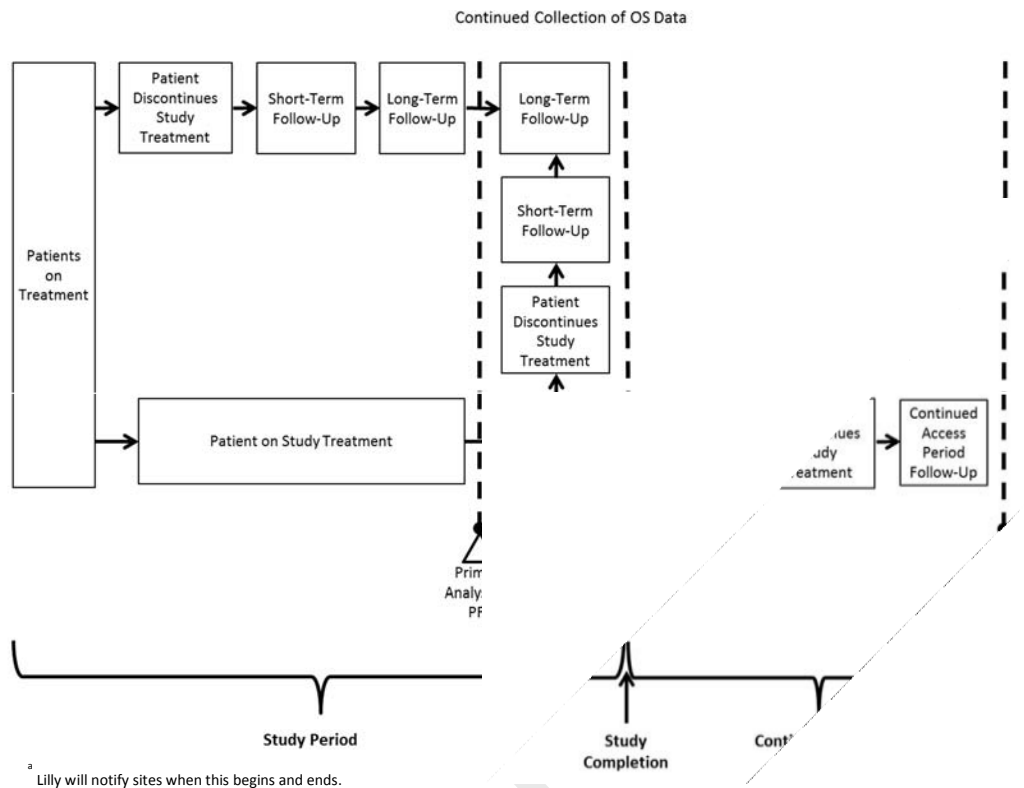 Continued Collection of OS Data
Patient
Discontinues
Study
Treatment
Short-Term
Follow-Up
Long-Term
Follow-Up
Long-Term
Follow-Up
Short-Term
Follow-Up
Patients
on
Treatment
Patient
Discontinues
Study
Treatment
Patient on Study Treatment
Continued
Access
Period
Follow-Up
Study Period
Study
Completion
a
Lilly will notify sites when this begins and ends.